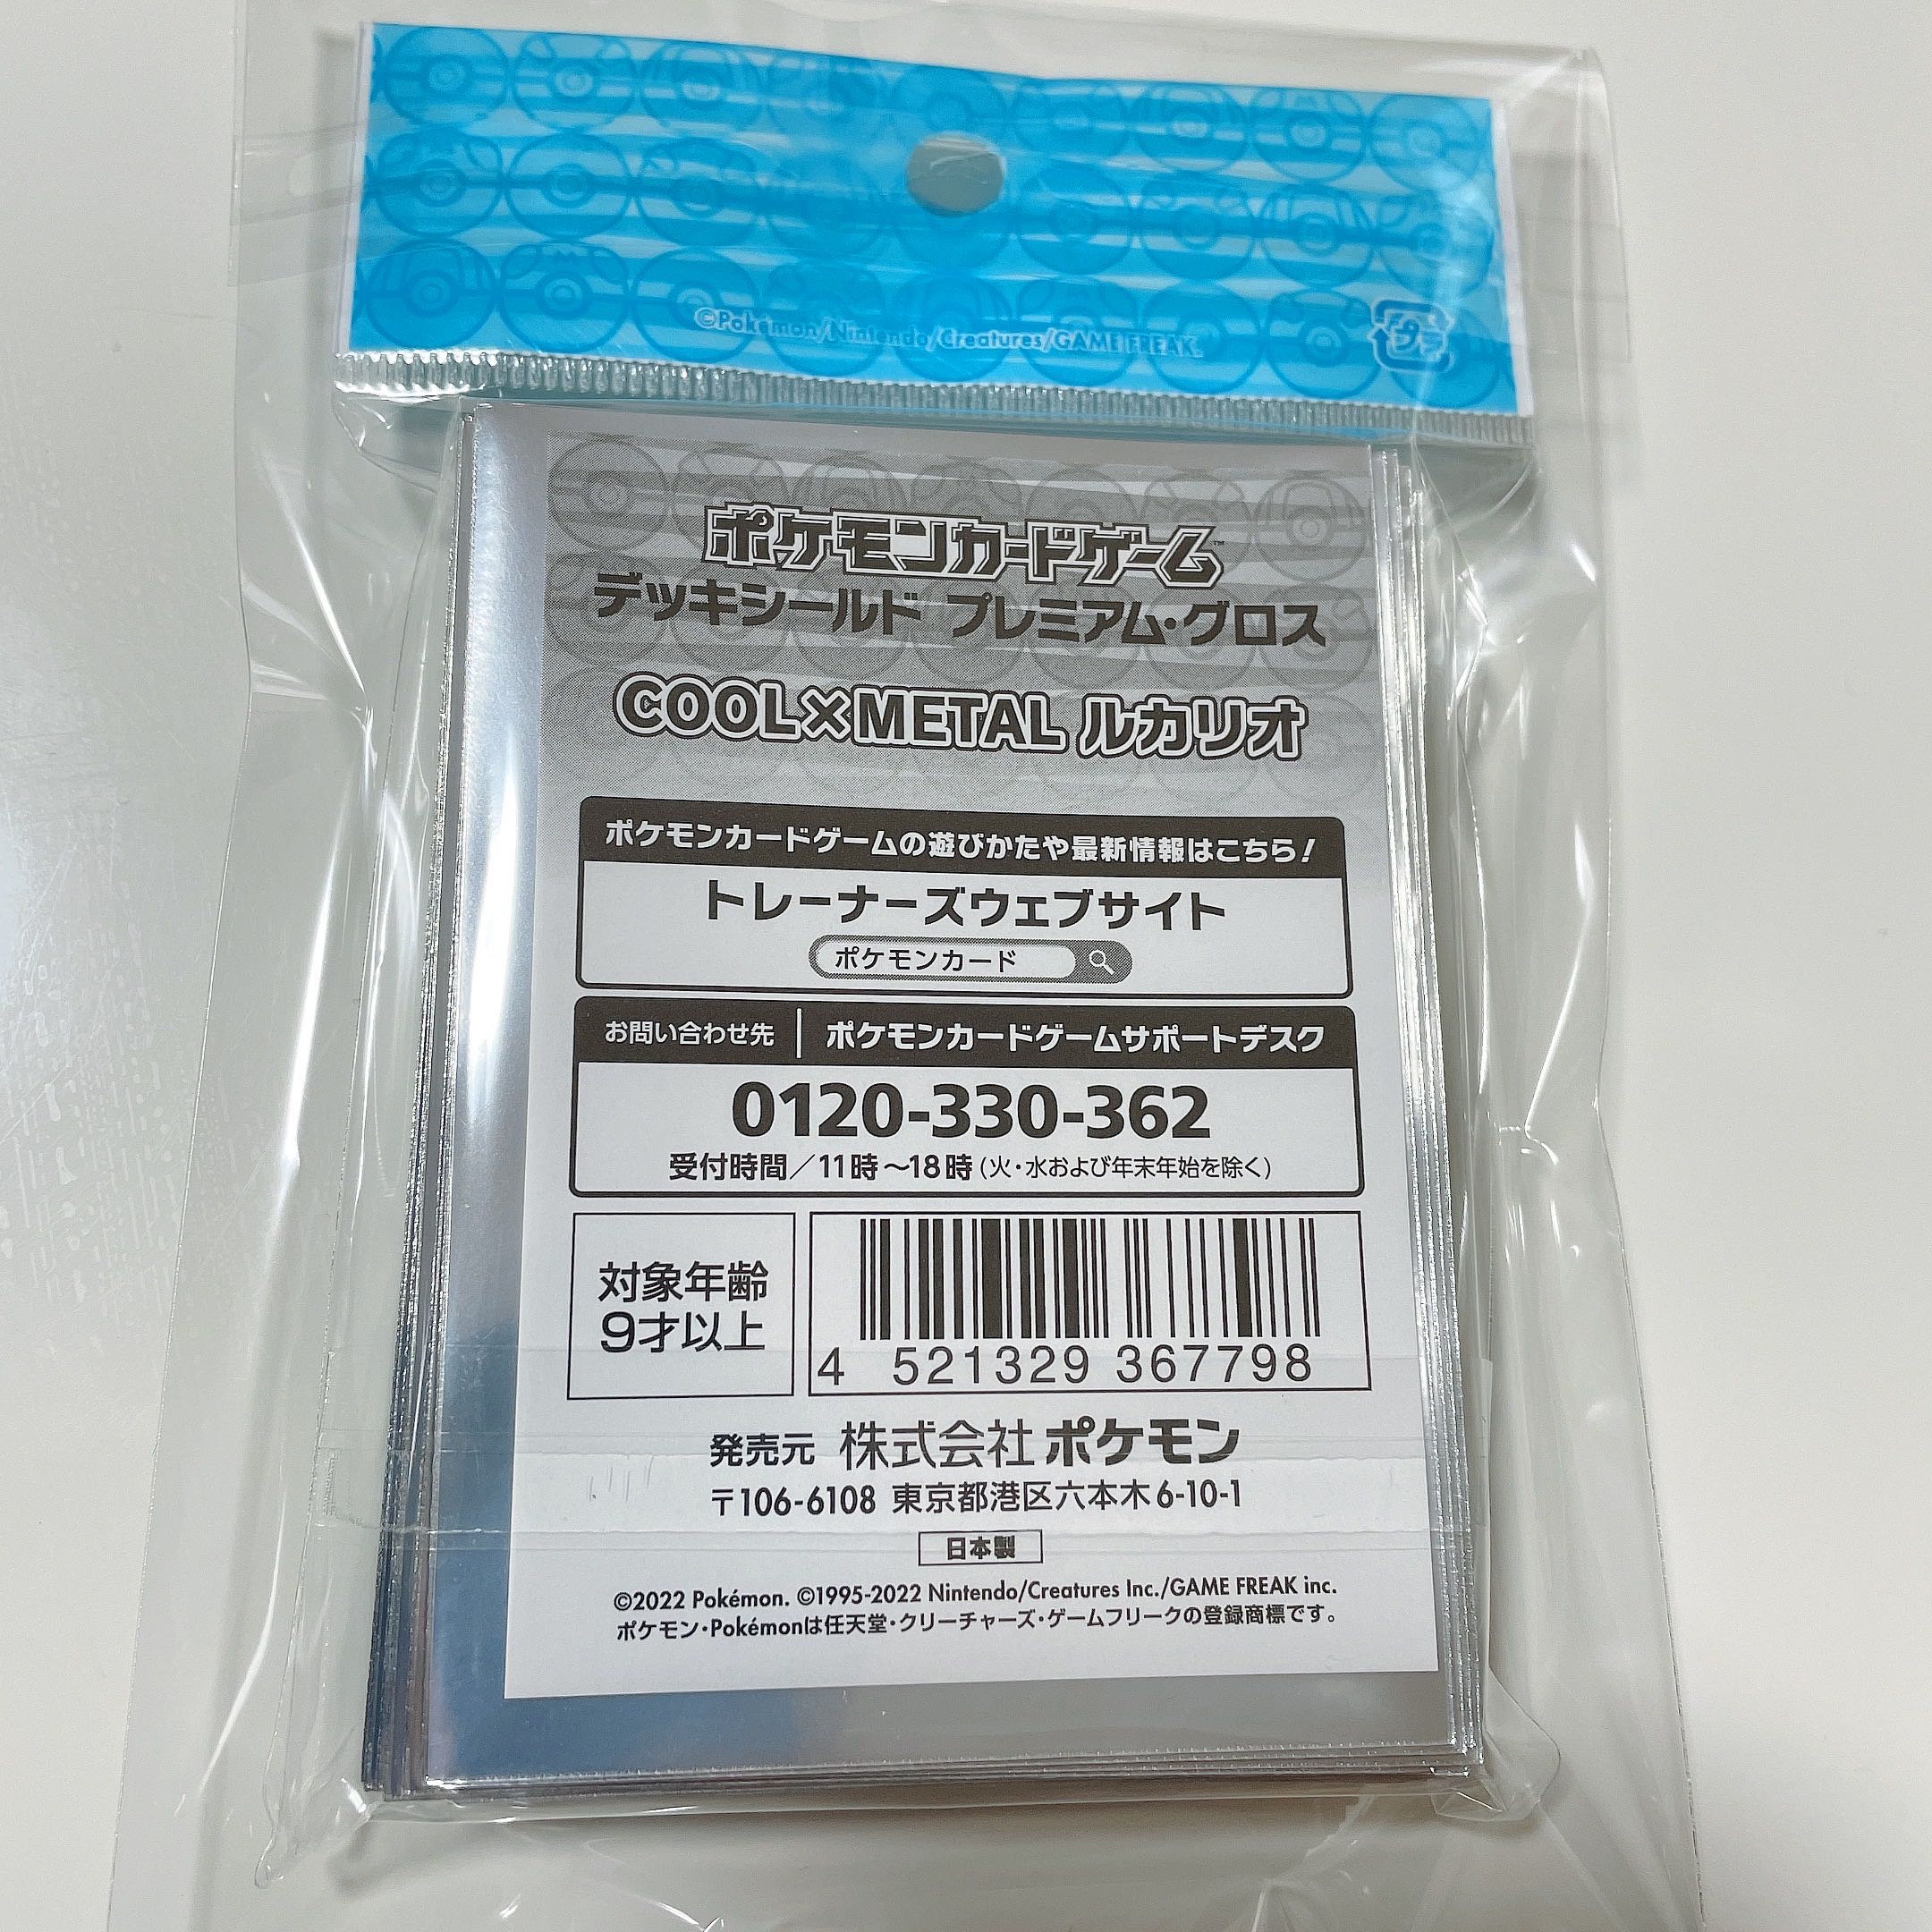 ©Pokémon/Nintendo/Creatures/GAME FREAK.
プラ
ポケモンカードゲーム™
デッキシールド プレミアム・グロス
COOL×METAL ルカリオ
ポケモンカードゲームの遊びかたや最新情報はこちら!
トレーナーズウェブサイト
ポケモンカード
お問い合わせ先 | ポケモンカードゲームサポートデスク
0120-330-362
受付時間/11時~18時(火・水および年末年始を除く)
対象年齢
9才以上
4 521329 367798
発売元 株式会社ポケモン
〒106-6108 東京都港区六本木6-10-1
日本製
©2022 Pokémon. ©1995-2022 Nintendo/Creatures Inc./GAME FREAK inc.
ポケモン・Pokémonは任天堂・クリーチャーズ・ゲームフリークの登録商標です。